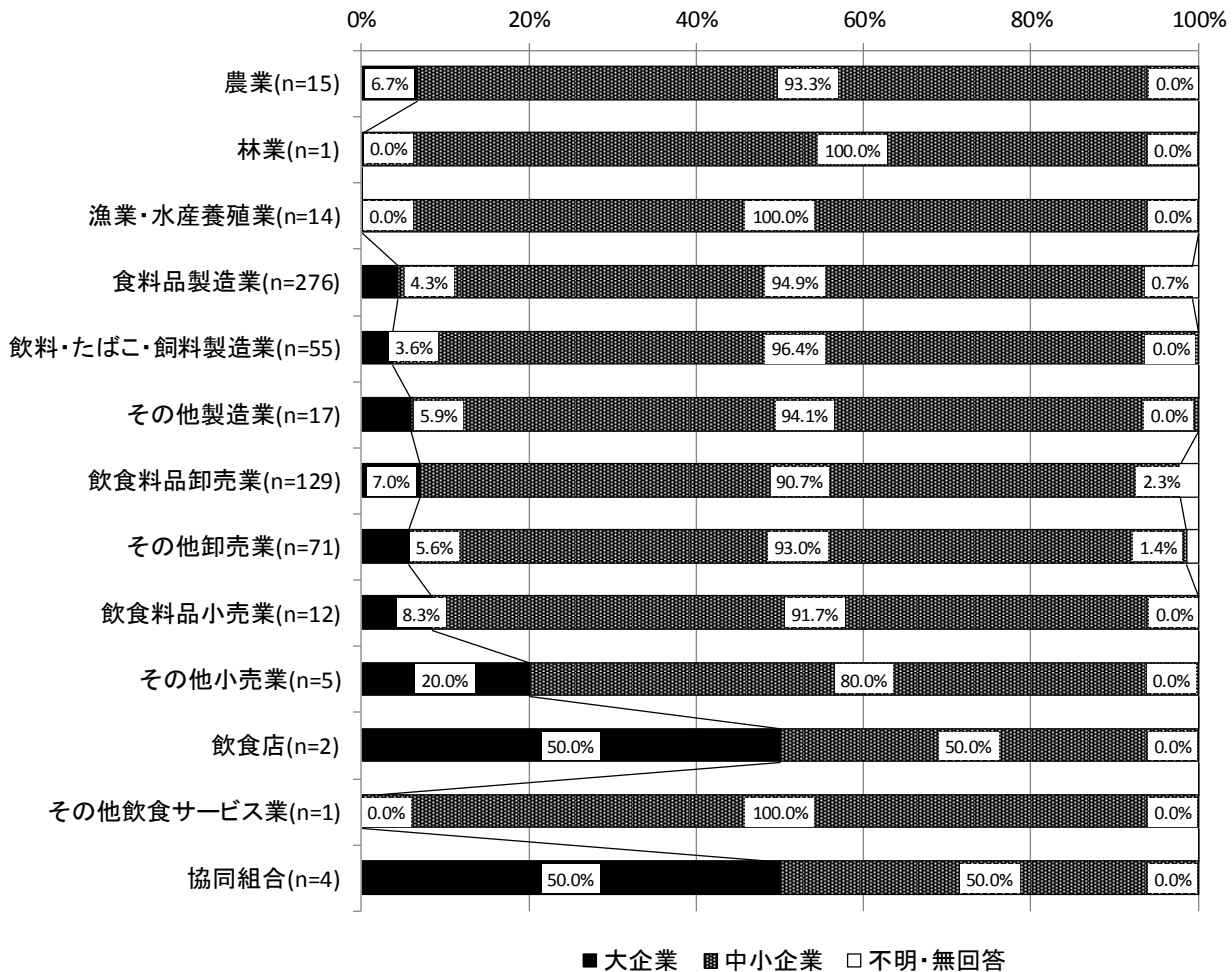 0% 20% 40% 60% 80% 100%
農業(n=15) 6.7% 93.3% 0.0%
林業(n=1) 0.0% 100.0% 0.0%
漁業・水産養殖業(n=14) 0.0% 100.0% 0.0%
食料品製造業(n=276) 4.3% 94.9% 0.7%
飲料・たばこ・飼料製造業(n=55) 3.6% 96.4% 0.0%
その他製造業(n=17) 5.9% 94.1% 0.0%
飲食料品卸売業(n=129) 7.0% 90.7% 2.3%
その他卸売業(n=71) 5.6% 93.0% 1.4%
飲食料品小売業(n=12) 8.3% 91.7% 0.0%
その他小売業(n=5) 20.0% 80.0% 0.0%
飲食店(n=2) 50.0% 50.0% 0.0%
その他飲食サービス業(n=1) 0.0% 100.0% 0.0%
協同組合(n=4) 50.0% 50.0% 0.0%
大企業 中小企業 不明・無回答